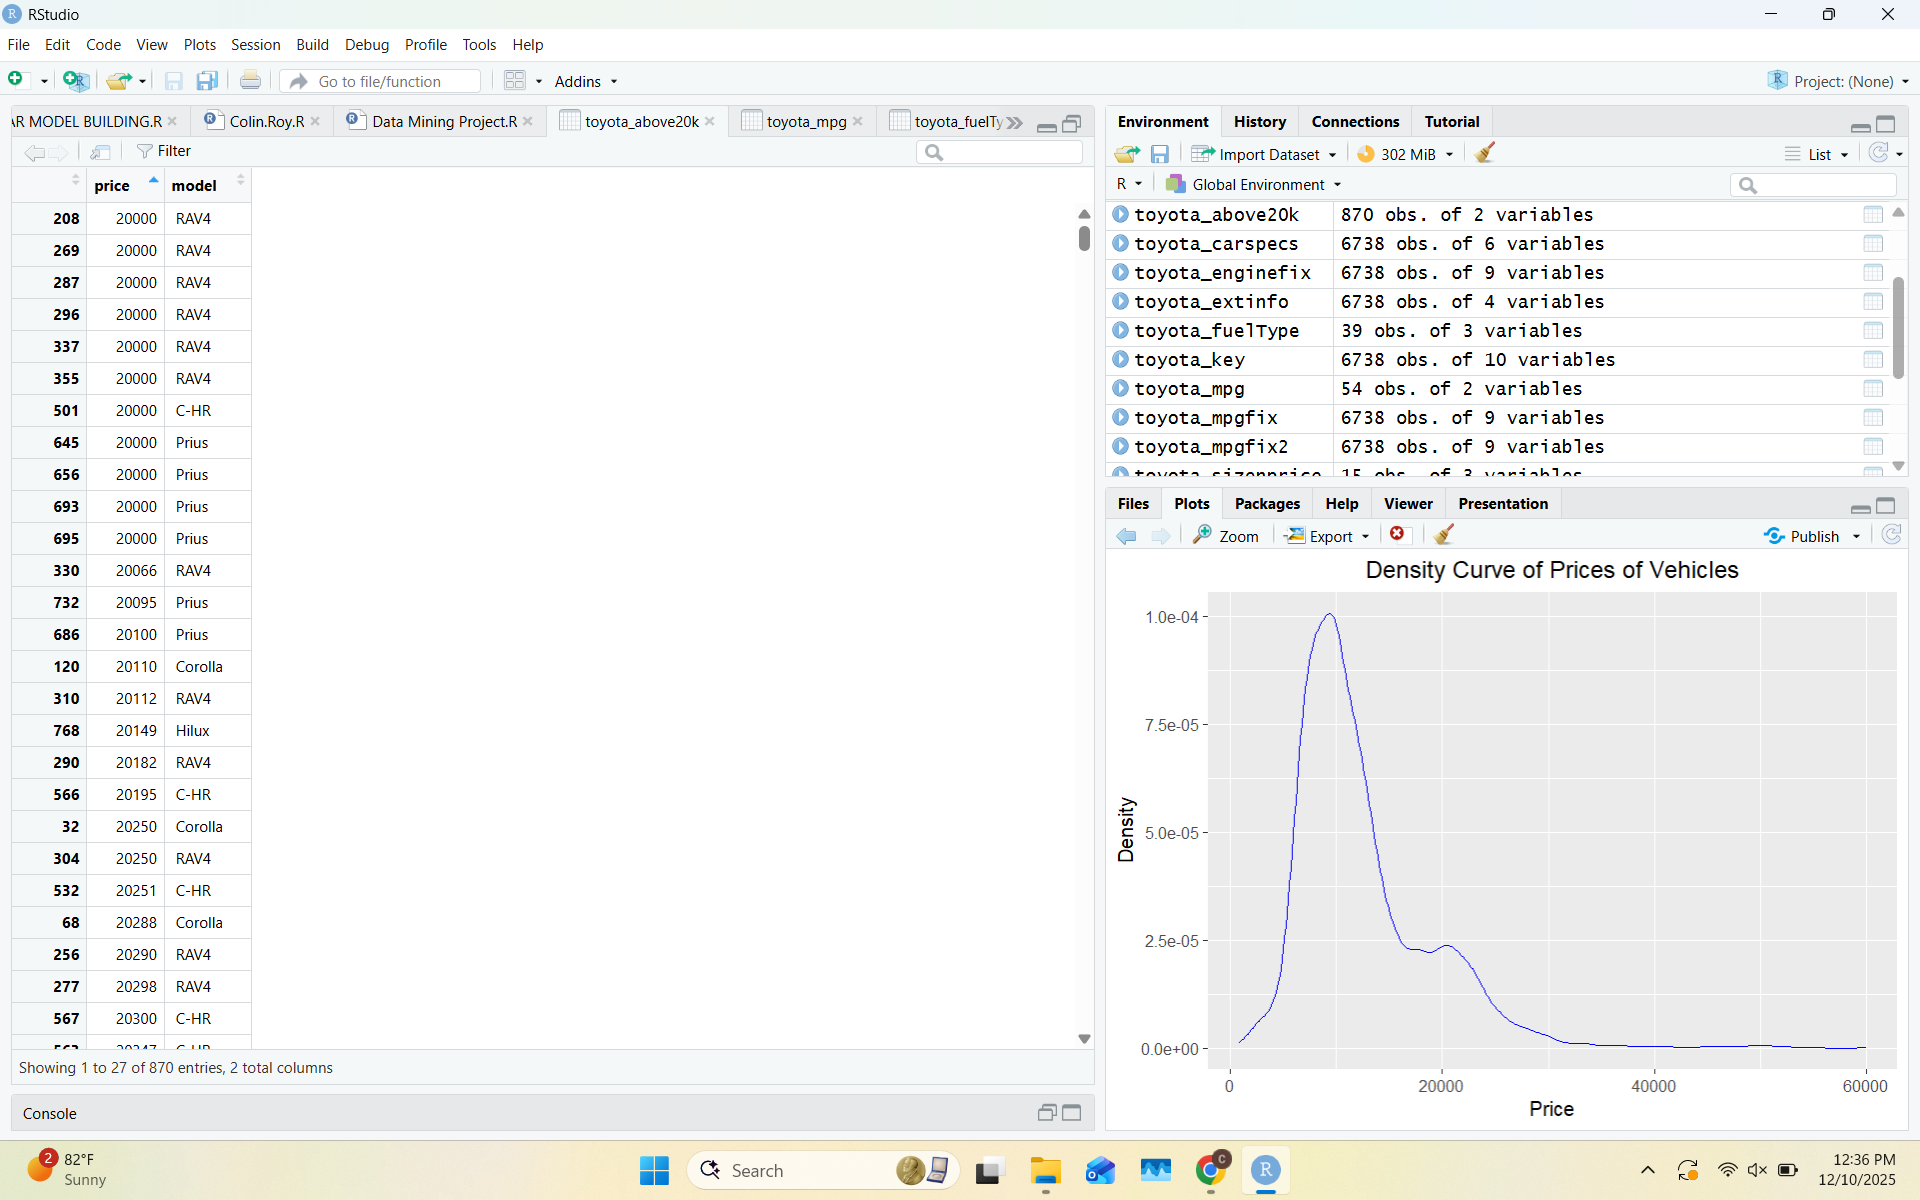 RStudio
File Edit Code View Plots Session Build Debug Profile Tools Help
Go to file/function Addins Project: (None)
AR MODEL BUILDING.R Colin.Roy.R Data Mining Project.R toyota_above20k toyota_mpg toyota_fuelTy
Filter
price model
208 20000 RAV4
269 20000 RAV4
287 20000 RAV4
296 20000 RAV4
337 20000 RAV4
355 20000 RAV4
501 20000 C-HR
645 20000 Prius
656 20000 Prius
693 20000 Prius
695 20000 Prius
330 20066 RAV4
732 20095 Prius
686 20100 Prius
120 20110 Corolla
310 20112 RAV4
768 20149 Hilux
290 20182 RAV4
566 20195 C-HR
32 20250 Corolla
304 20250 RAV4
532 20251 C-HR
68 20288 Corolla
256 20290 RAV4
277 20298 RAV4
567 20300 C-HR
Showing 1 to 27 of 870 entries, 2 total columns
Console
Environment History Connections Tutorial
Import Dataset 302 MiB List
R Global Environment
toyota_above20k 870 obs. of 2 variables
toyota_carspecs 6738 obs. of 6 variables
toyota_enginefix 6738 obs. of 9 variables
toyota_extinfo 6738 obs. of 4 variables
toyota_fuelType 39 obs. of 3 variables
toyota_key 6738 obs. of 10 variables
toyota_mpg 54 obs. of 2 variables
toyota_mpgfix 6738 obs. of 9 variables
toyota_mpgfix2 6738 obs. of 9 variables
Files Plots Packages Help Viewer Presentation
Zoom Export Publish
Density Curve of Prices of Vehicles
1.0e-04
7.5e-05
5.0e-05
2.5e-05
0.0e+00
Density
0 20000 40000 60000
Price
2
82°F
Sunny
Search
C
R
12:36 PM
12/10/2025